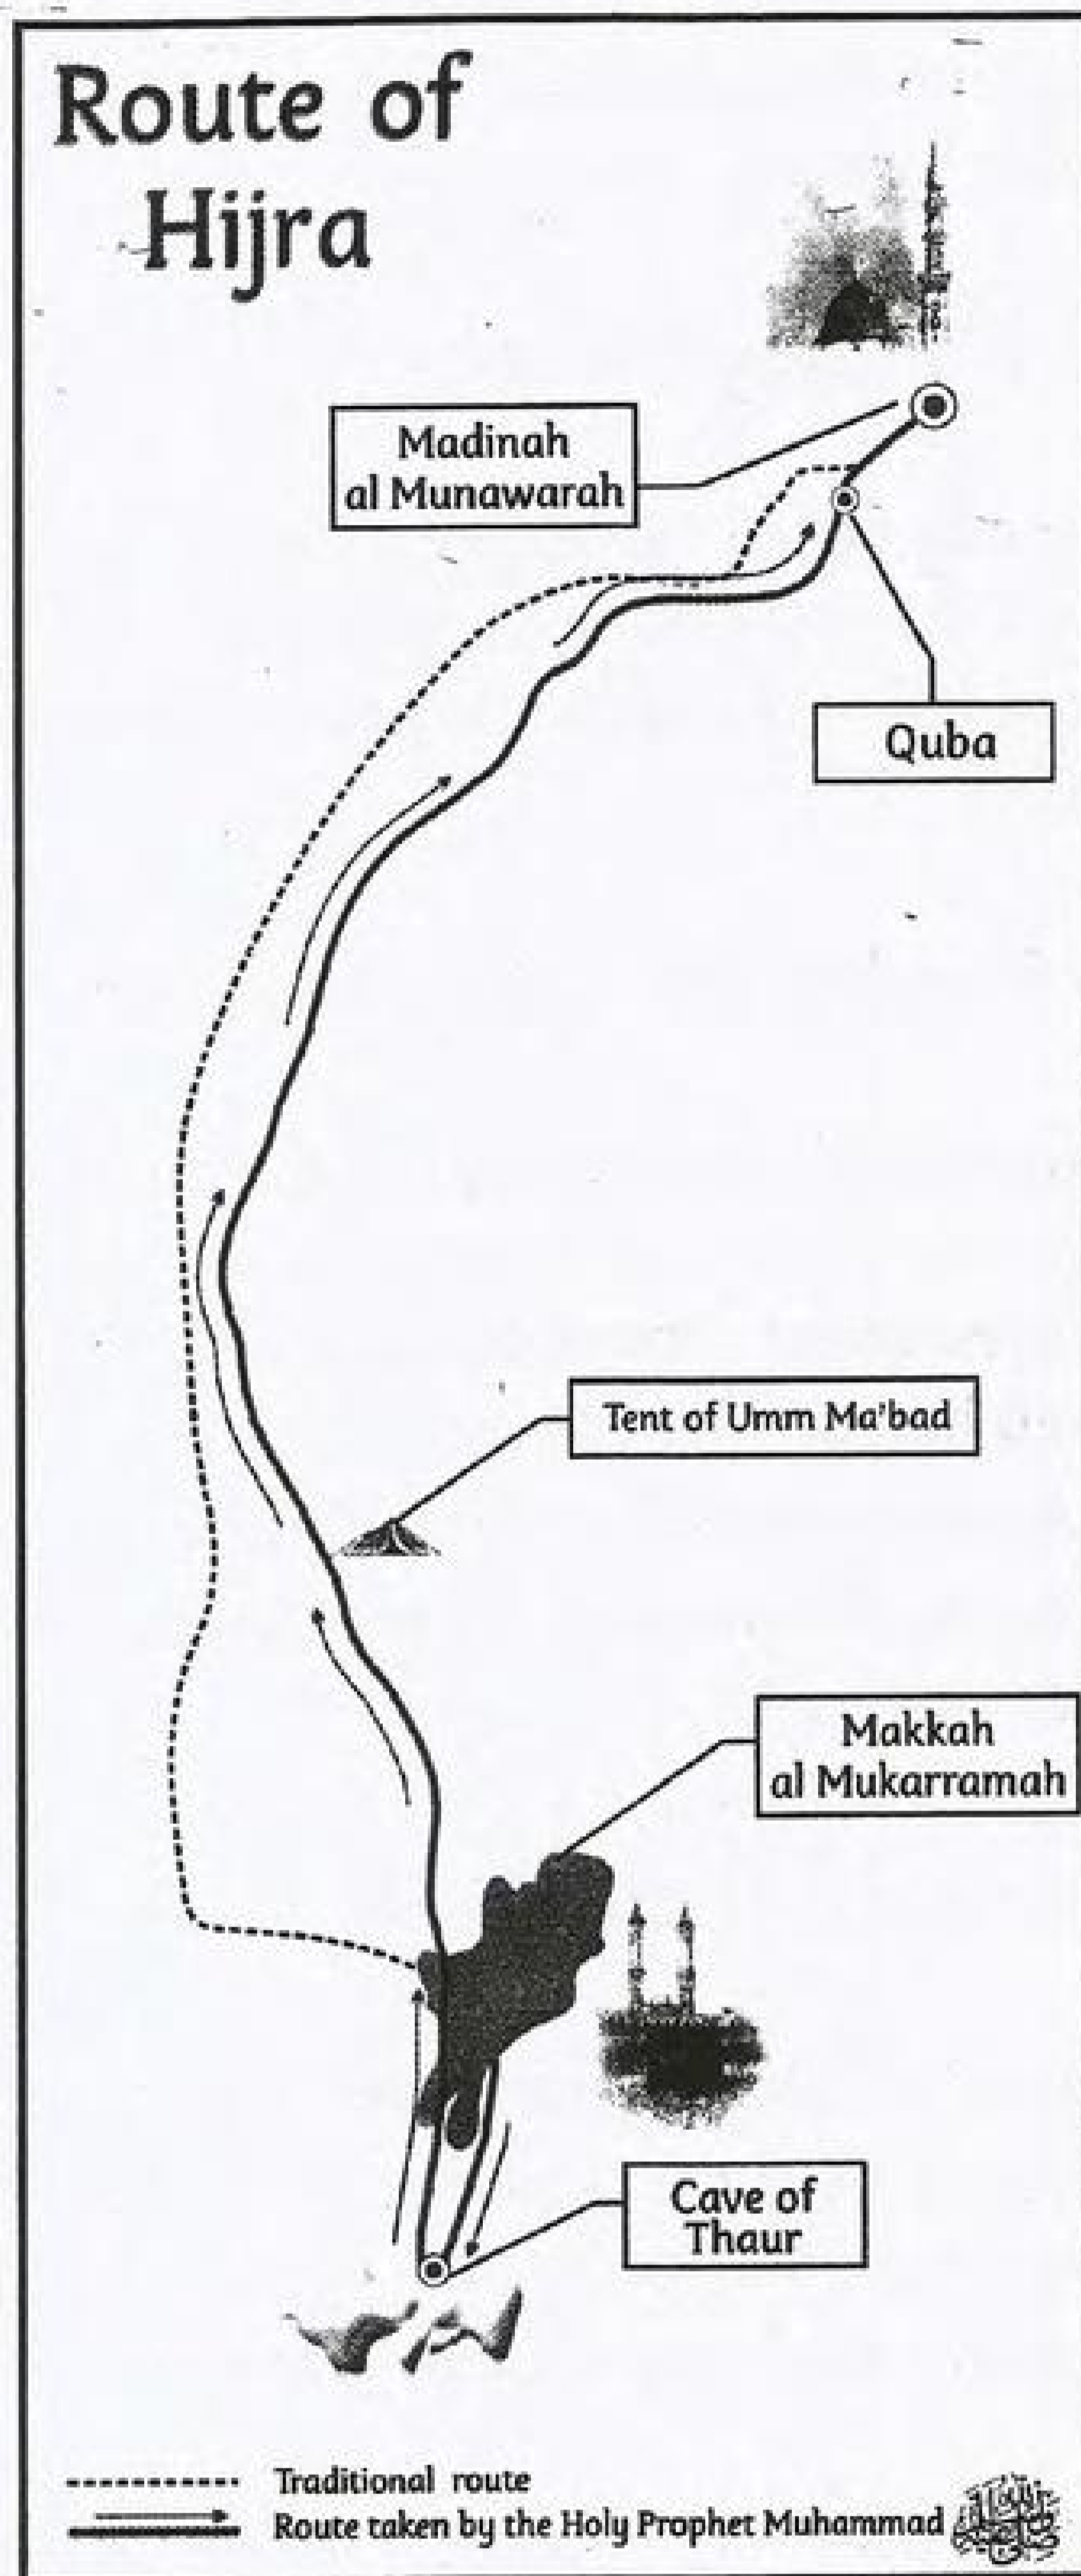 Route of
Hijra
Madinah
al Munawarah
Quba
Tent of Umm Ma'bad
Makkah
al Mukarramah
Cave of
Thaur
Traditional route
Route taken by the Holy Prophet Muhammad